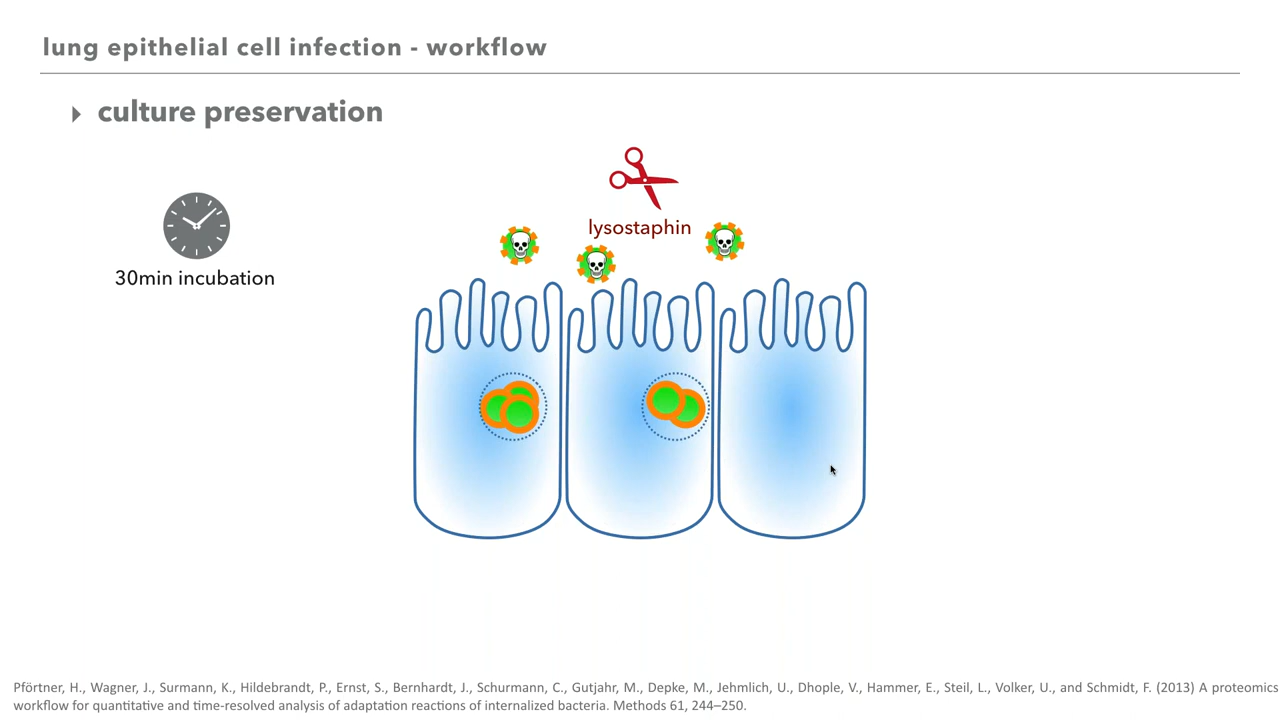 lung epithelial cell infection - workflow
culture preservation
lysostaphin
30min incubation
Pförtner, H., Wagner, J., Surmann, K., Hildebrandt, P., Ernst, S., Bernhardt, J., Schurmann, C., Gutjahr, M., Depke, M., Jehmlich, U., Dhople, V., Hammer, E., Steil, L., Volker, U., and Schmidt, F. (2013) A proteomics
workflow for quantitative and time-resolved analysis of adaptation reactions of internalized bacteria. Methods 61, 244–250.